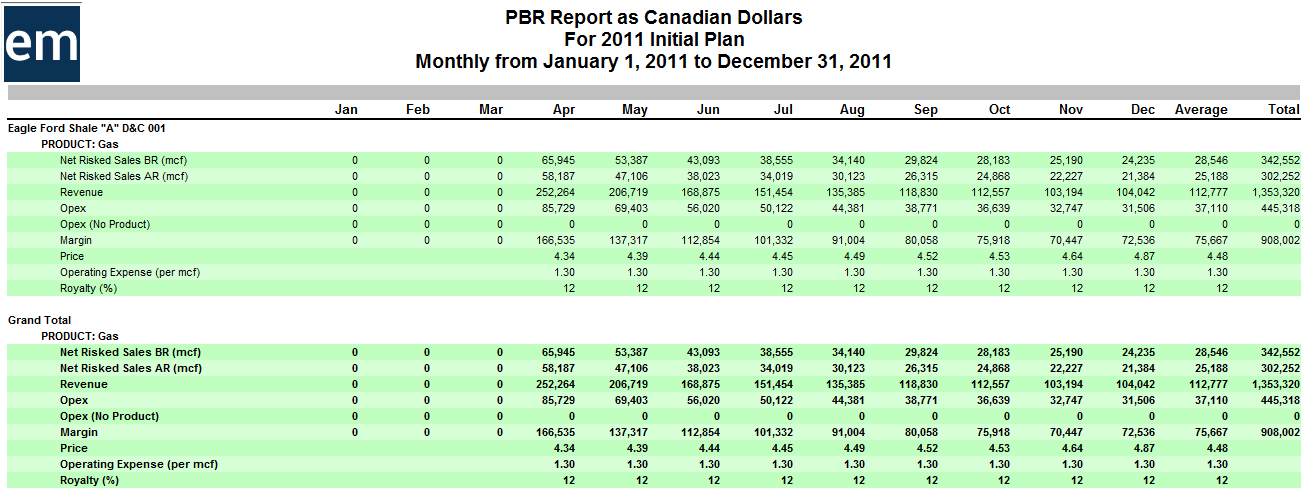 em
PBR Report as Canadian Dollars
For 2011 Initial Plan
Monthly from January 1, 2011 to December 31, 2011
Jan Feb Mar Apr May Jun Jul Aug Sep Oct Nov Dec Average Total
Eagle Ford Shale "A" D&C 001
PRODUCT: Gas
Net Risked Sales BR (mcf) 0 0 0 65,945 53,387 43,093 38,555 34,140 29,824 28,183 25,190 24,235 28,546 342,552
Net Risked Sales AR (mcf) 0 0 0 58,187 47,106 38,023 34,019 30,123 26,315 24,868 22,227 21,384 25,188 302,252
Revenue 0 0 0 252,264 206,719 168,875 151,454 135,385 118,830 112,557 103,194 104,042 112,777 1,353,320
Opex 0 0 0 85,729 69,403 56,020 50,122 44,381 38,771 36,639 32,747 31,506 37,110 445,318
Opex (No Product) 0 0 0 0 0 0 0 0 0 0 0 0 0 0
Margin 0 0 0 166,535 137,317 112,854 101,332 91,004 80,058 75,918 70,447 72,536 75,667 908,002
Price 4.34 4.39 4.44 4.45 4.49 4.52 4.53 4.64 4.87 4.48
Operating Expense (per mcf) 1.30 1.30 1.30 1.30 1.30 1.30 1.30 1.30 1.30 1.30
Royalty (%) 12 12 12 12 12 12 12 12 12 12
Grand Total
PRODUCT: Gas
Net Risked Sales BR (mcf) 0 0 0 65,945 53,387 43,093 38,555 34,140 29,824 28,183 25,190 24,235 28,546 342,552
Net Risked Sales AR (mcf) 0 0 0 58,187 47,106 38,023 34,019 30,123 26,315 24,868 22,227 21,384 25,188 302,252
Revenue 0 0 0 252,264 206,719 168,875 151,454 135,385 118,830 112,557 103,194 104,042 112,777 1,353,320
Opex 0 0 0 85,729 69,403 56,020 50,122 44,381 38,771 36,639 32,747 31,506 37,110 445,318
Opex (No Product) 0 0 0 0 0 0 0 0 0 0 0 0 0 0
Margin 0 0 0 166,535 137,317 112,854 101,332 91,004 80,058 75,918 70,447 72,536 75,667 908,002
Price 4.34 4.39 4.44 4.45 4.49 4.52 4.53 4.64 4.87 4.48
Operating Expense (per mcf) 1.30 1.30 1.30 1.30 1.30 1.30 1.30 1.30 1.30 1.30
Royalty (%) 12 12 12 12 12 12 12 12 12 12